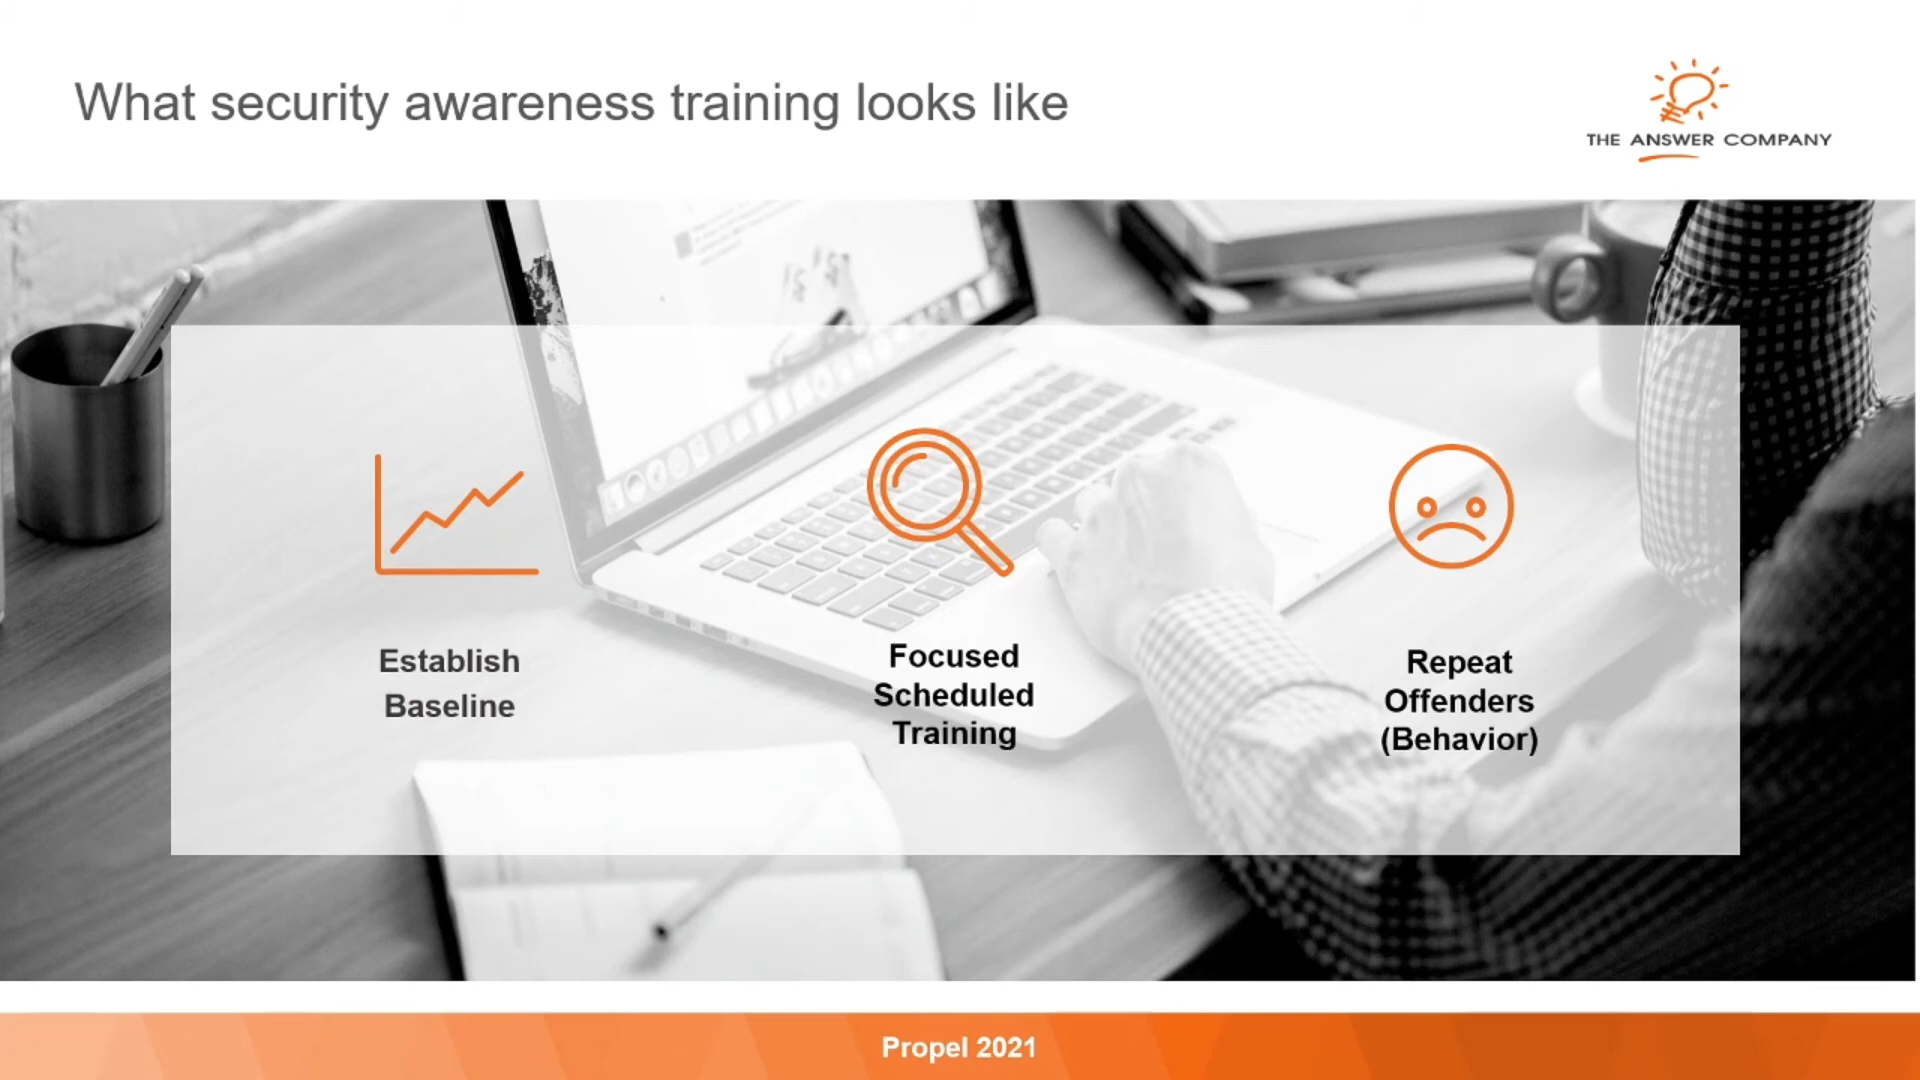 What security awareness training looks like
THE ANSWER COMPANY
Establish
Baseline
Focused
Scheduled
Training
Repeat
Offenders
(Behavior)
Propel 2021